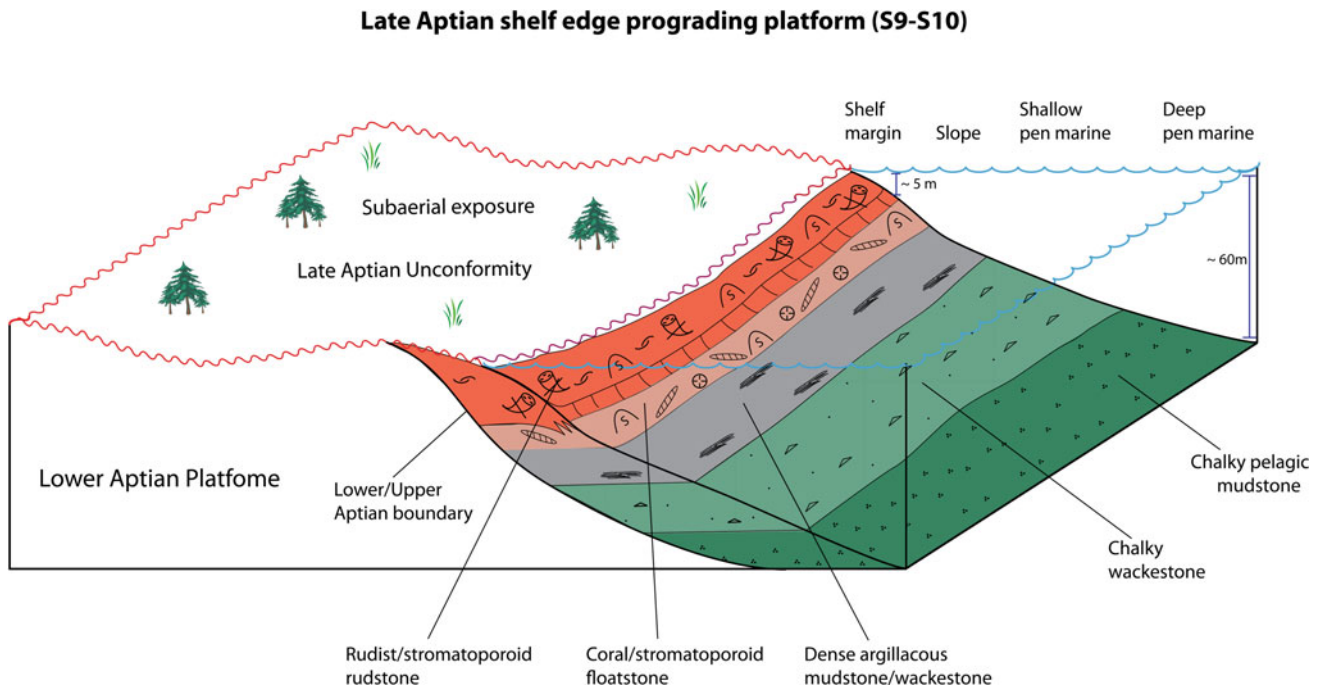 Late Aptian shelf edge prograding platform (S9-S10)
Shelf
margin
Slope
Shallow
pen marine
Deep
pen marine
~ 5 m
~ 60m
Subaerial exposure
Late Aptian Unconformity
Lower Aptian Platfome
Lower/Upper
Aptian boundary
Chalky pelagic
mudstone
Chalky
wackestone
Rudist/stromatoporoid
rudstone
Coral/stromatoporoid
floatstone
Dense argillacous
mudstone/wackestone
S
S
S
S
S
S
S
S